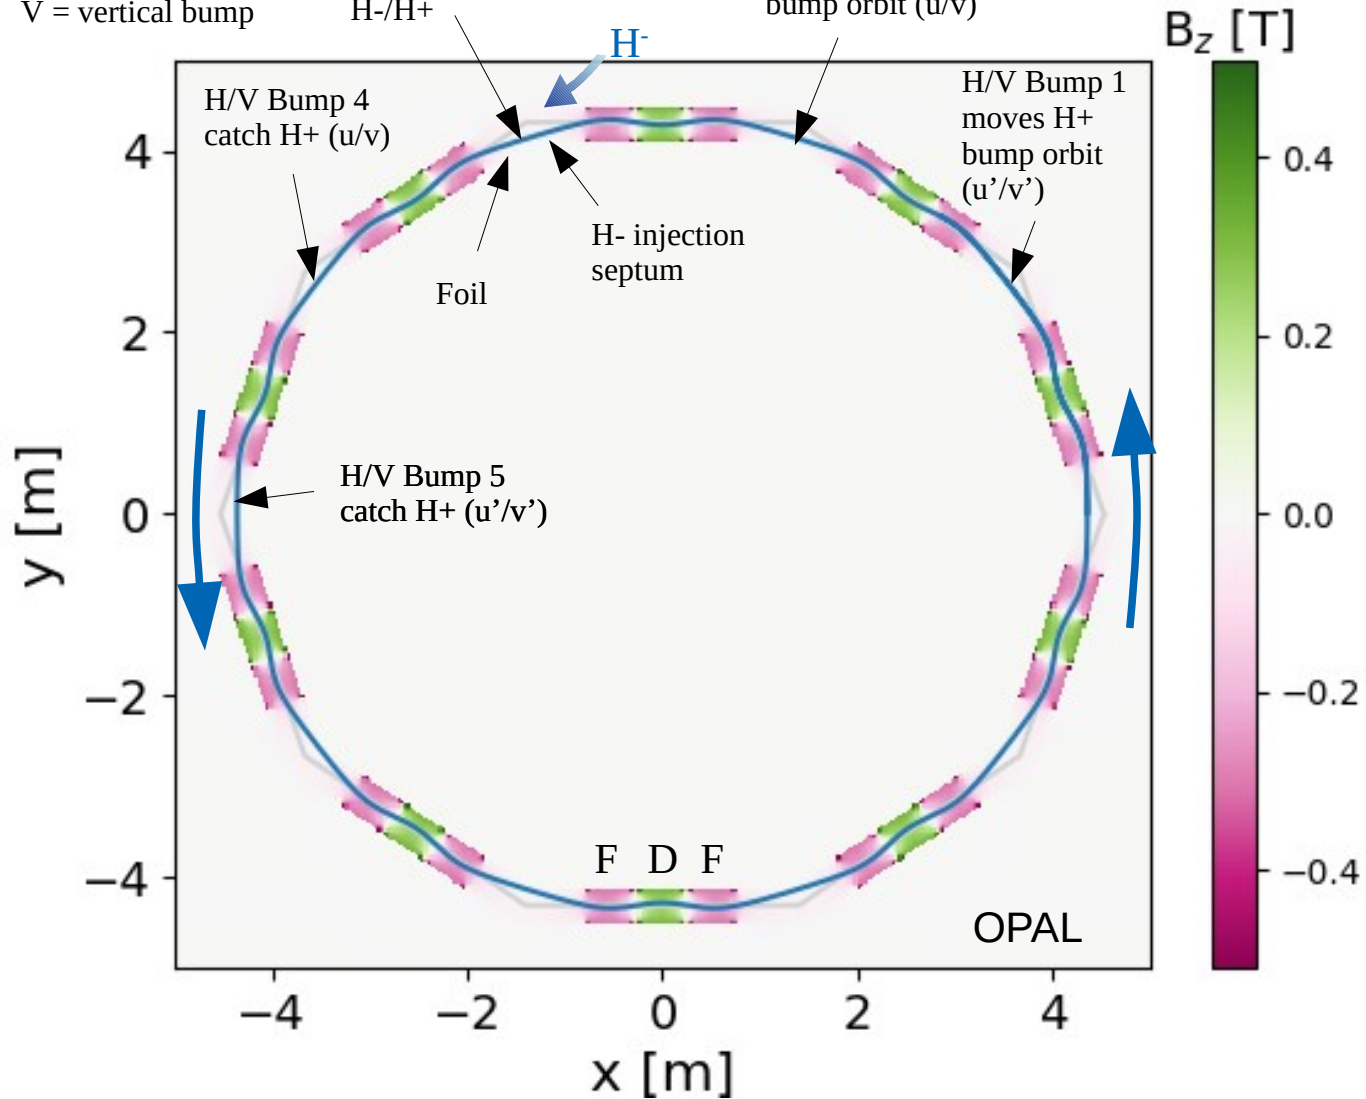 V = vertical bump
H-/H+
bump orbit (u/v)
B_z [T]
H-
H/V Bump 4
catch H+ (u/v)
H/V Bump 1
moves H+
bump orbit
(u’/v’)
H- injection
septum
Foil
H/V Bump 5
catch H+ (u’/v’)
F D F
OPAL
4
2
0
−2
−4
y [m]
−4
−2
0
2
4
x [m]
0.4
0.2
0.0
−0.2
−0.4